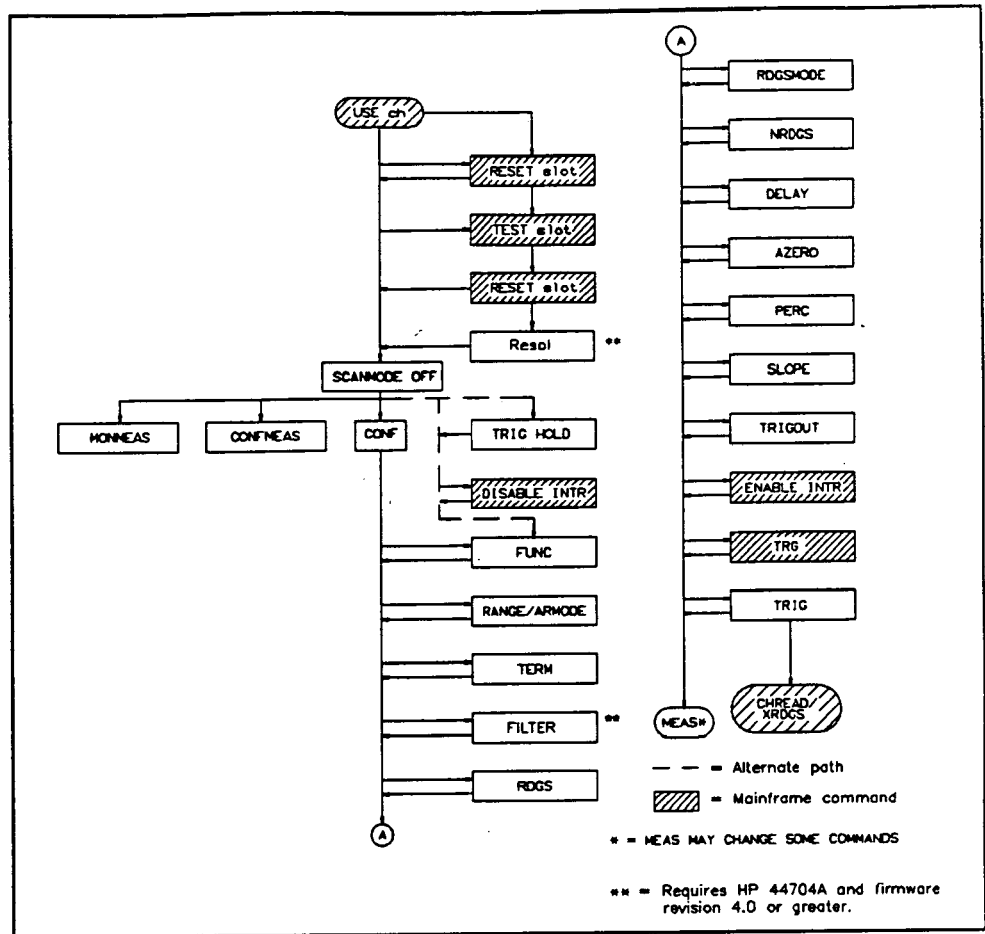 USE ch
RESET slot
TEST slot
RESET slot
Resol **
SCANMODE OFF
MONMEAS
CONFMEAS
CONF
TRIG HOLD
DISABLE INTR
FUNC
RANGE/ARMODE
TERM
FILTER **
RDGS
A
A
RDGSMODE
NRDGS
DELAY
AZERO
PERC
SLOPE
TRIGOUT
ENABLE INTR
TRG
TRIG
CHREAD/
XRDGS
MEAS*
— — = Alternate path
= Mainframe command
* = MEAS MAY CHANGE SOME COMMANDS
** = Requires HP 44704A and firmware
revision 4.0 or greater.